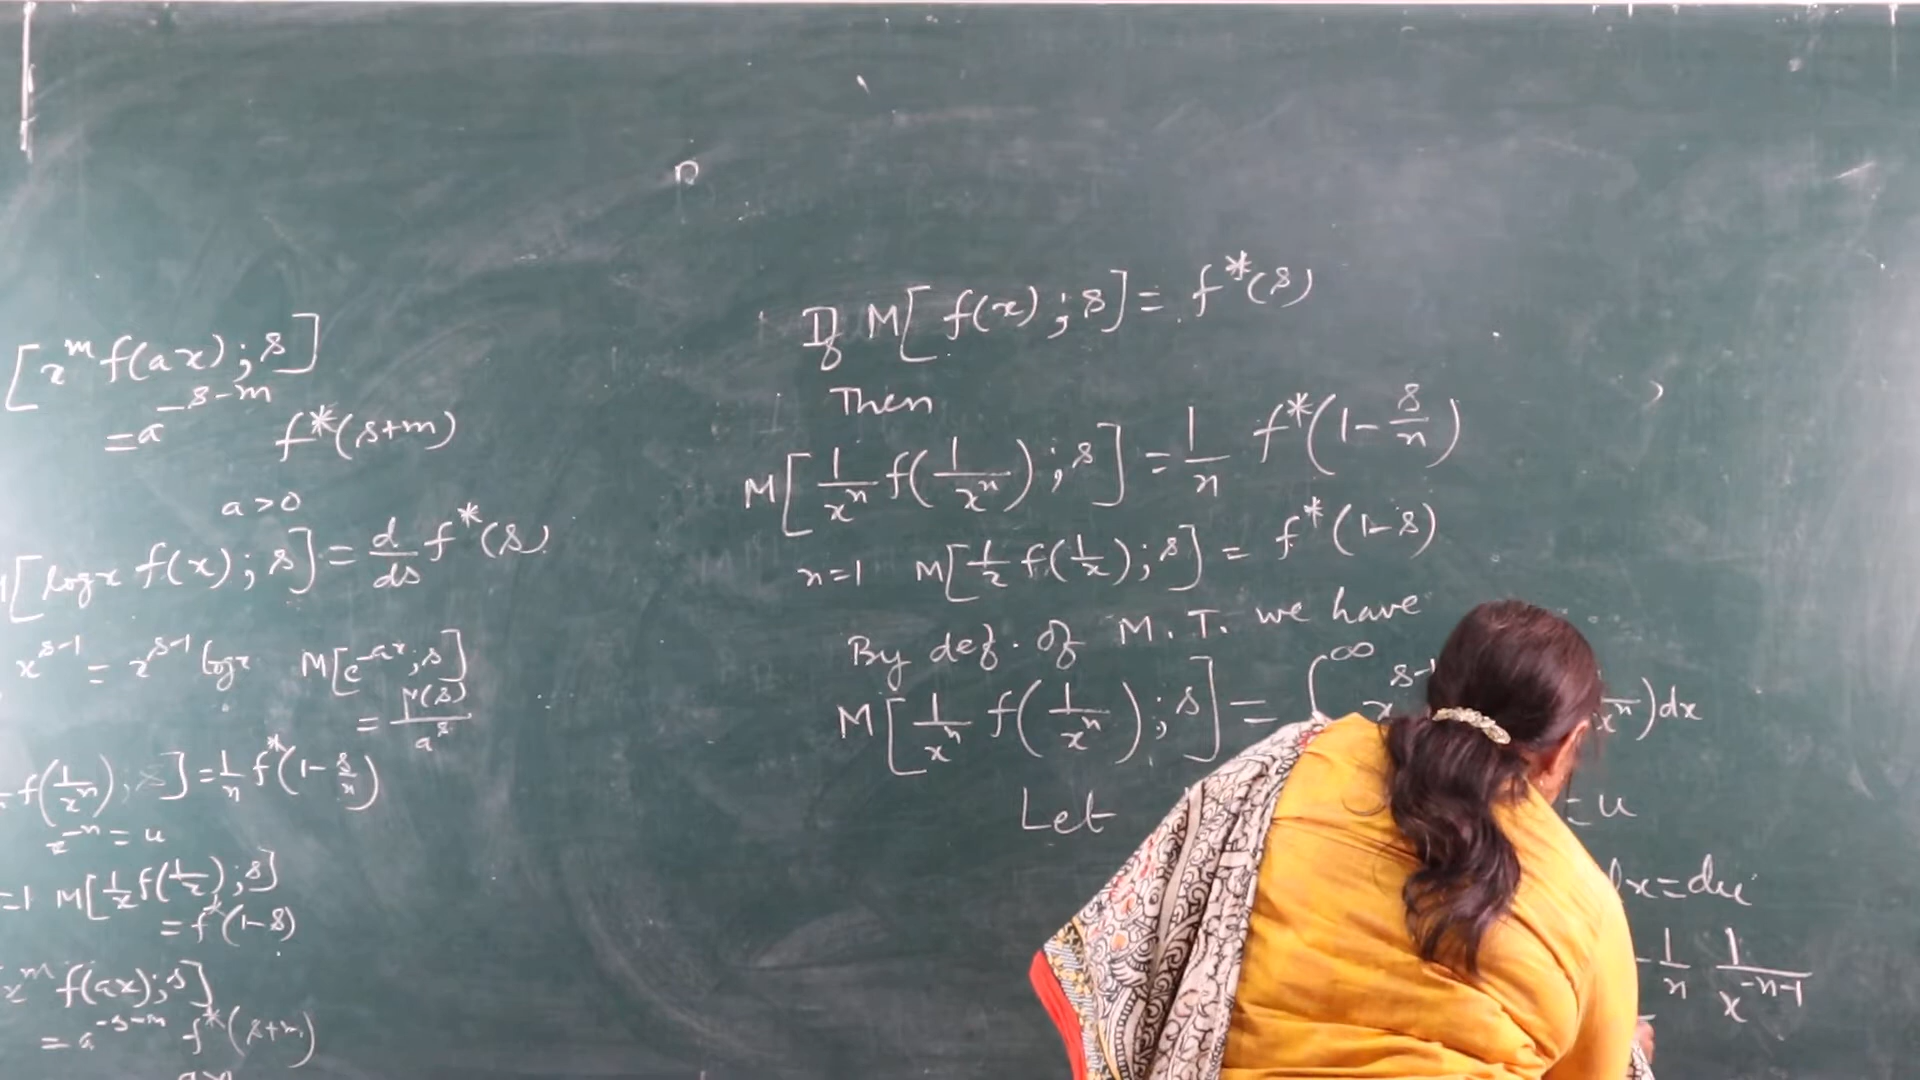 [x^m f(ax); s]
= a^{-s-m} f*(s+m)
a>0
[log x f(x); s] = d/ds f*(s)
x^{s-1} = x^{s-1} log x
M[e^{-ax}; s]
= Γ(s)/a^s
f(1/x^n); s] = 1/n f*(1 - s/n)
x^{-n} = u
=1 M[1/x f(1/x); s]
= f*(1-s)
x^m f(ax); s]
= a^{-s-m} f*(s+m)
If M[f(x); s] = f*(s)
Then
M[1/x^n f(1/x^n); s] = 1/n f*(1 - s/n)
n=1 M[1/x f(1/x); s] = f*(1-s)
By def. of M.T. we have
M[1/x^n f(1/x^n); s] = ∫^∞ x^{s-1} x^n) dx
Let = u
dx = du
1/n 1/x^{-n-1}